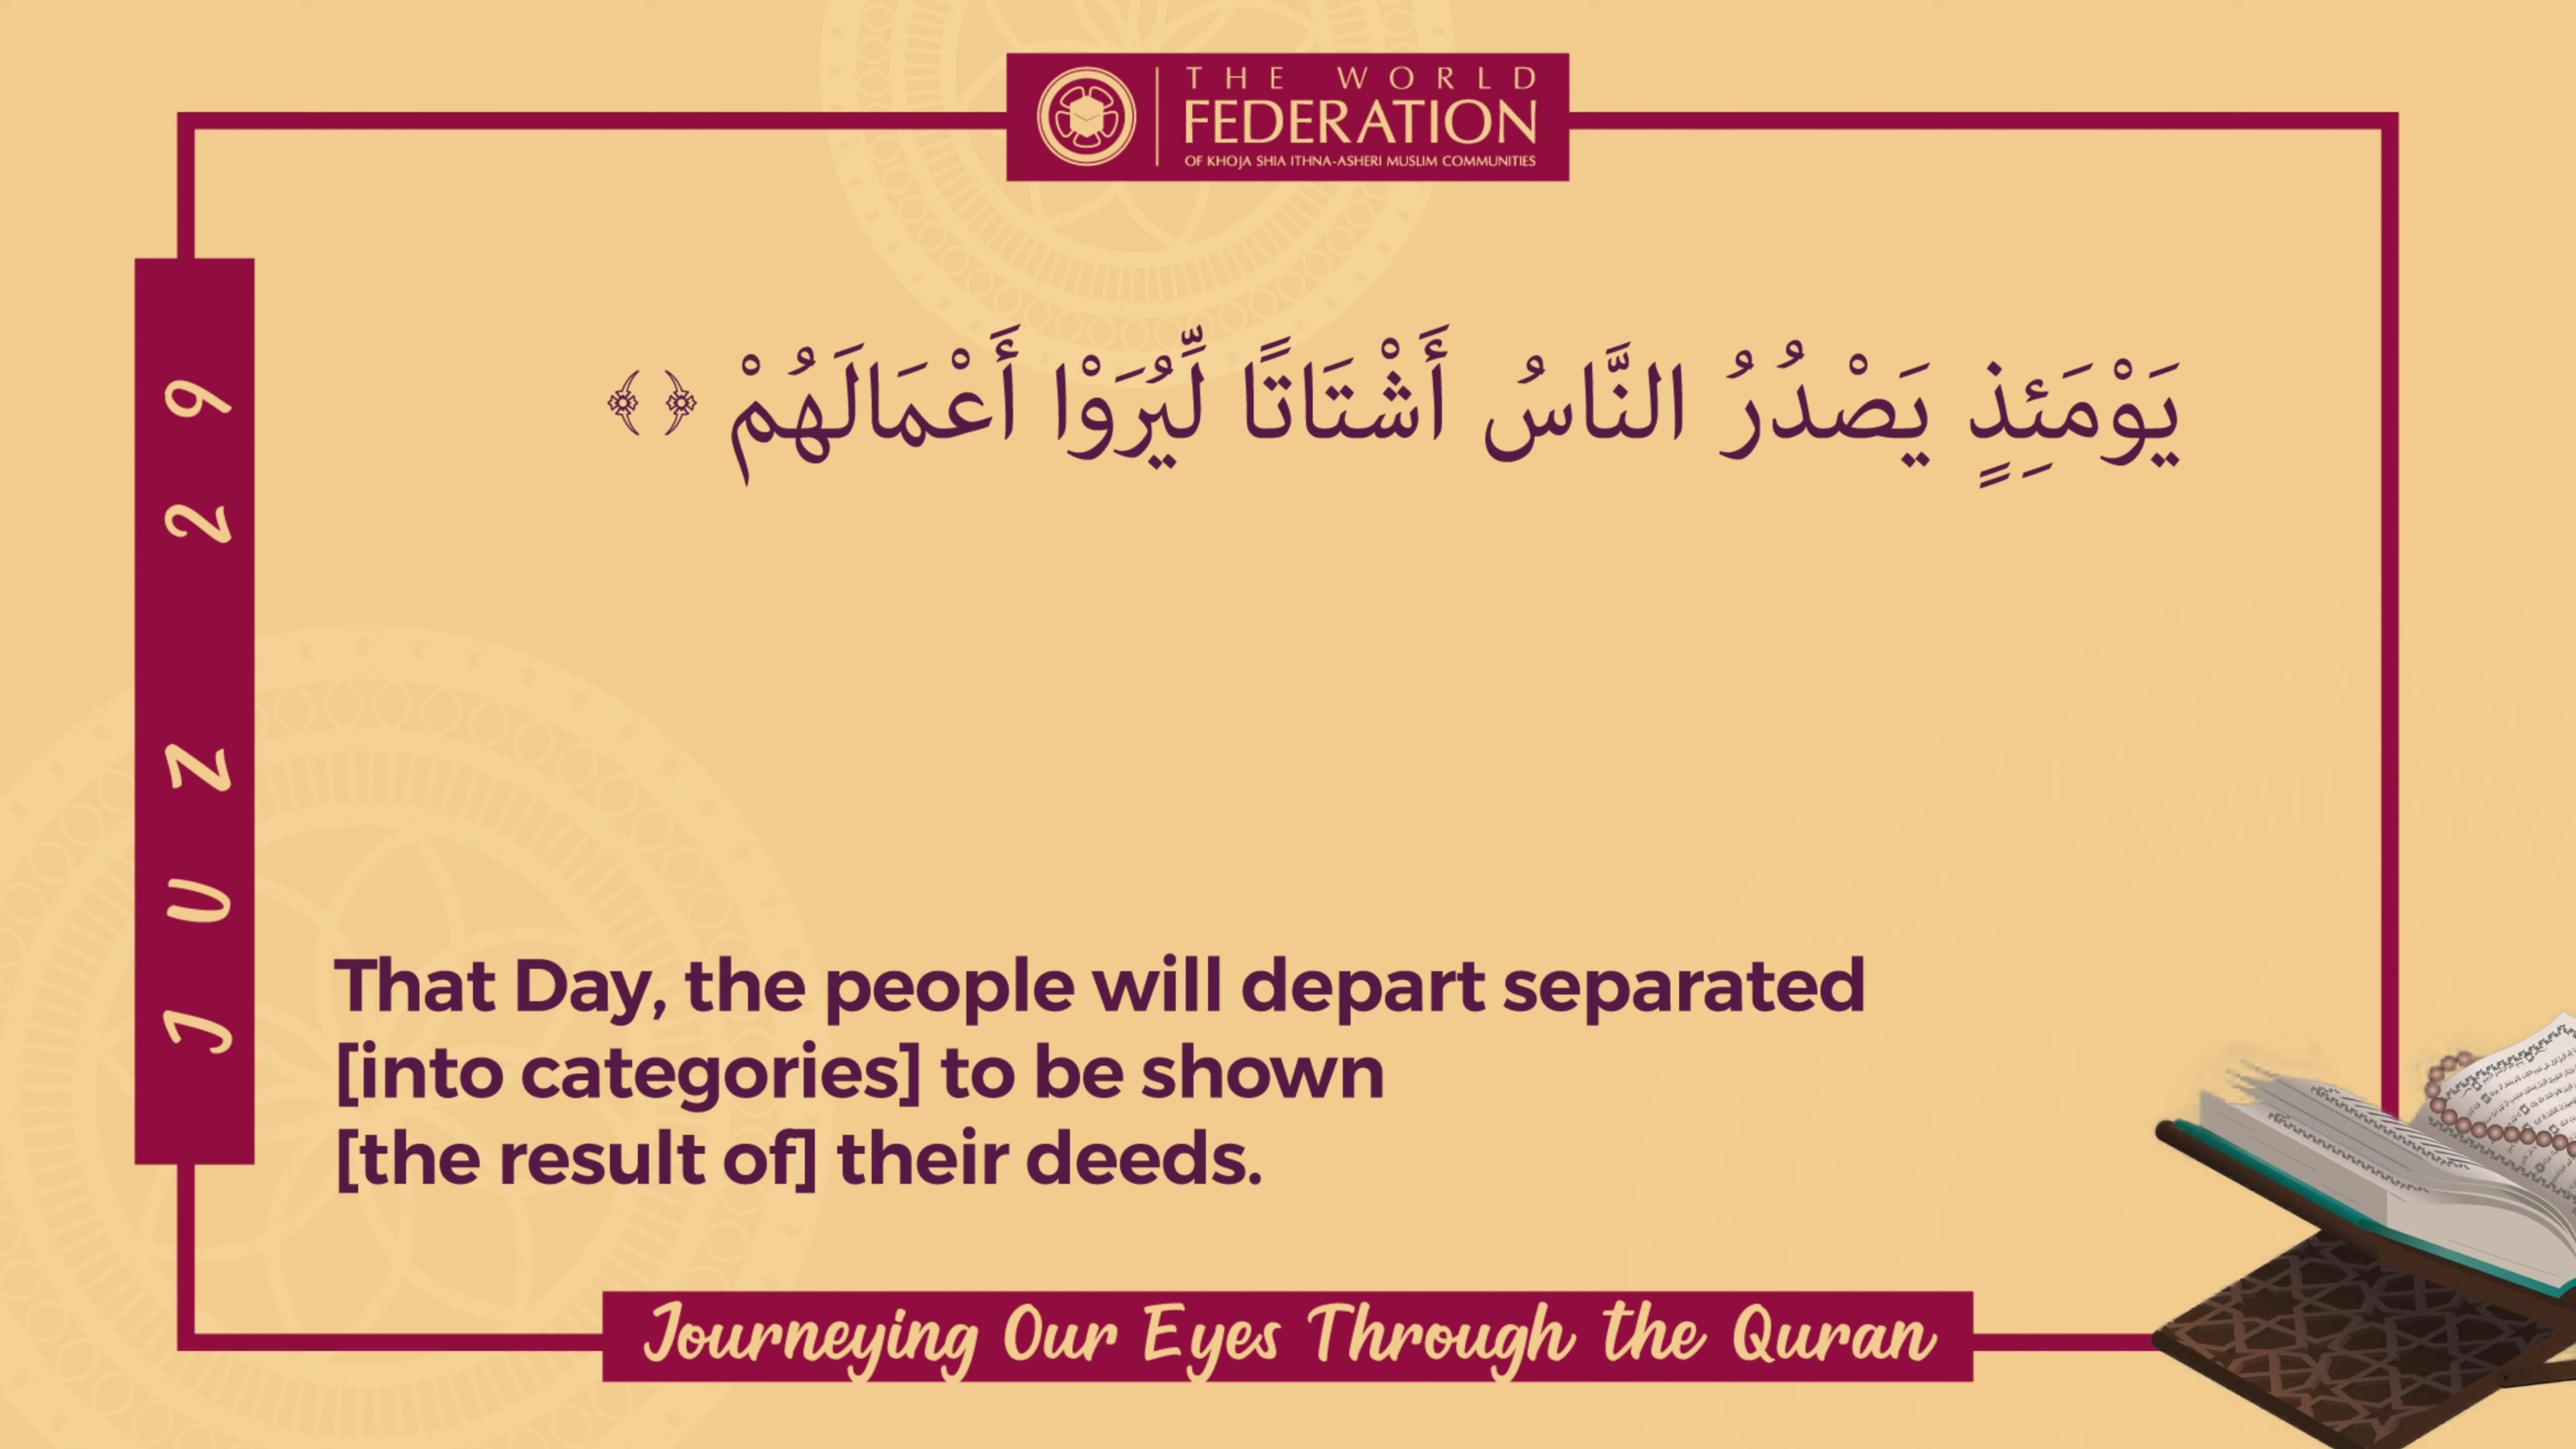 THE WORLD
FEDERATION
OF KHOJA SHIA ITHNA-ASHERI MUSLIM COMMUNITIES
JUZ 29
يَوْمَئِذٍ يَصْدُرُ النَّاسُ أَشْتَاتًا لِّيُرَوْا أَعْمَالَهُمْ ﴿ ﴾
That Day, the people will depart separated
[into categories] to be shown
[the result of] their deeds.
Journeying Our Eyes Through the Quran